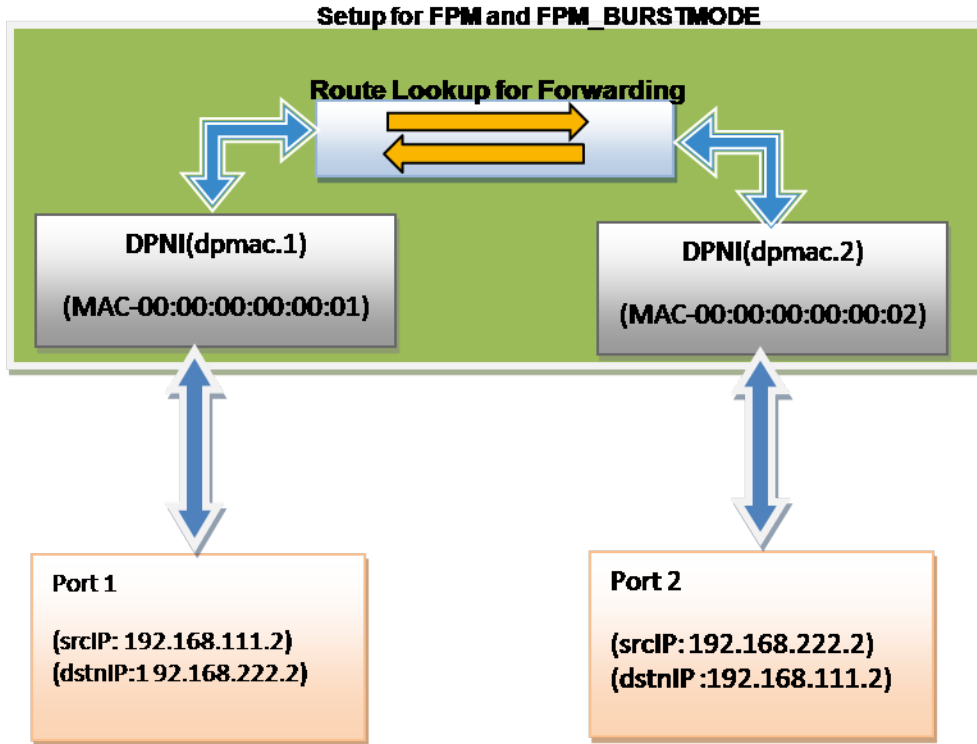 Setup for FPM and FPM_BURSTMODE
Route Lookup for Forwarding
DPNI(dpmac.1)
(MAC-00:00:00:00:00:01)
DPNI(dpmac.2)
(MAC-00:00:00:00:00:02)
Port 1
(srcIP: 192.168.111.2)
(dstnIP:1 92.168.222.2)
Port 2
(srcIP: 192.168.222.2)
(dstnIP :192.168.111.2)